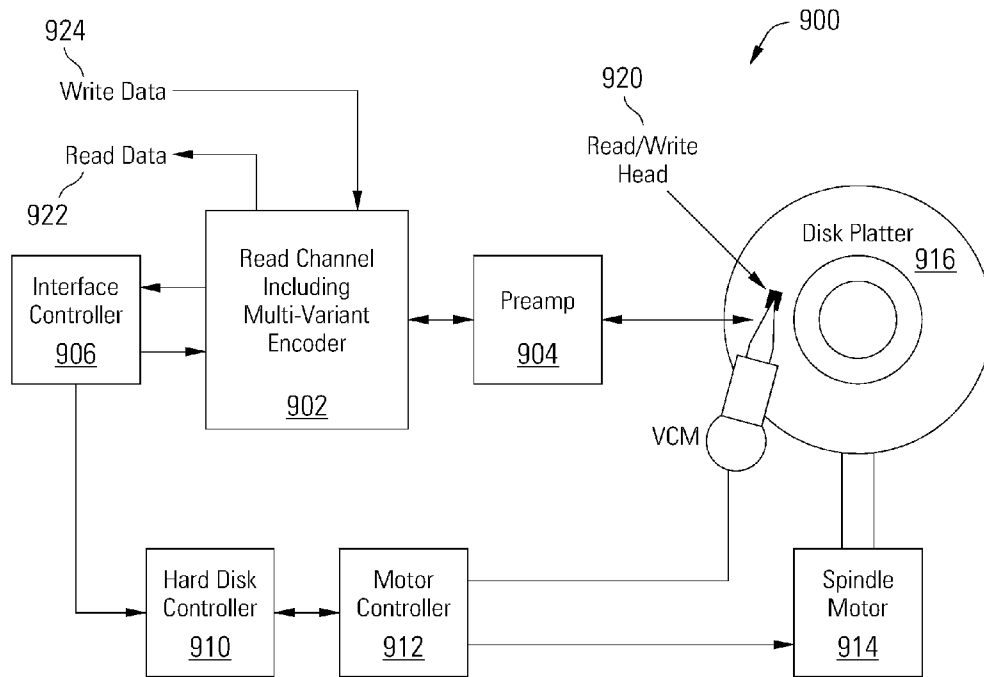 900
924
Write Data
920
Read/Write
Head
Read Data
922
Disk Platter
916
Interface
Controller
906
Read Channel
Including
Multi-Variant
Encoder
902
Preamp
904
VCM
Hard Disk
Controller
910
Motor
Controller
912
Spindle
Motor
914